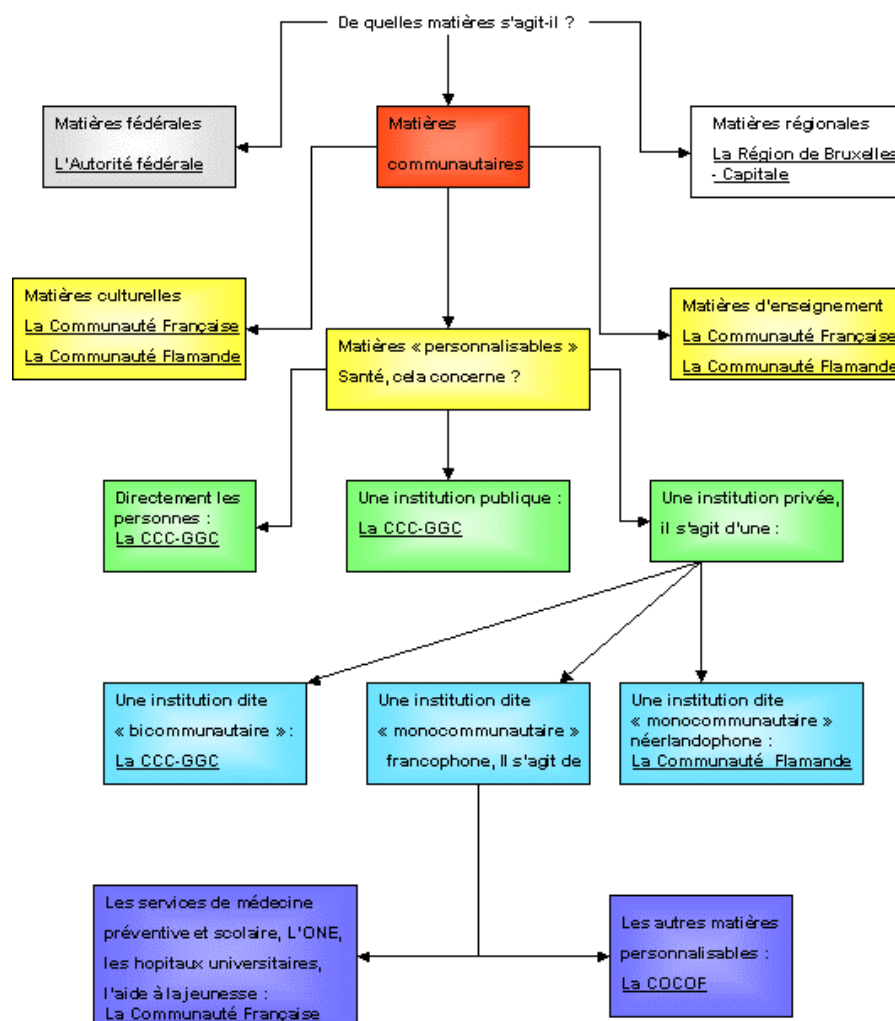 De quelles matières s'agit-il ?
Matières fédérales
L'Autorité fédérale
Matières
communautaires
Matières régionales
La Région de Bruxelles
- Capitale
Matières culturelles
La Communauté Française
La Communauté Flamande
Matières « personnalisables »
Santé, cela concerne ?
Matières d'enseignement
La Communauté Française
La Communauté Flamande
Directement les
personnes :
La CCC-GGC
Une institution publique :
La CCC-GGC
Une institution privée,
il s'agit d'une :
Une institution dite
« bicommunautaire » :
La CCC-GGC
Une institution dite
« monocommunautaire »
francophone, Il s'agit de
Une institution dite
« monocommunautaire »
néerlandophone :
La Communauté Flamande
Les services de médecine
préventive et scolaire, L'ONE,
les hopitaux universitaires,
l'aide à la jeunesse :
La Communauté Française
Les autres matières
personnalisables :
La COCOF